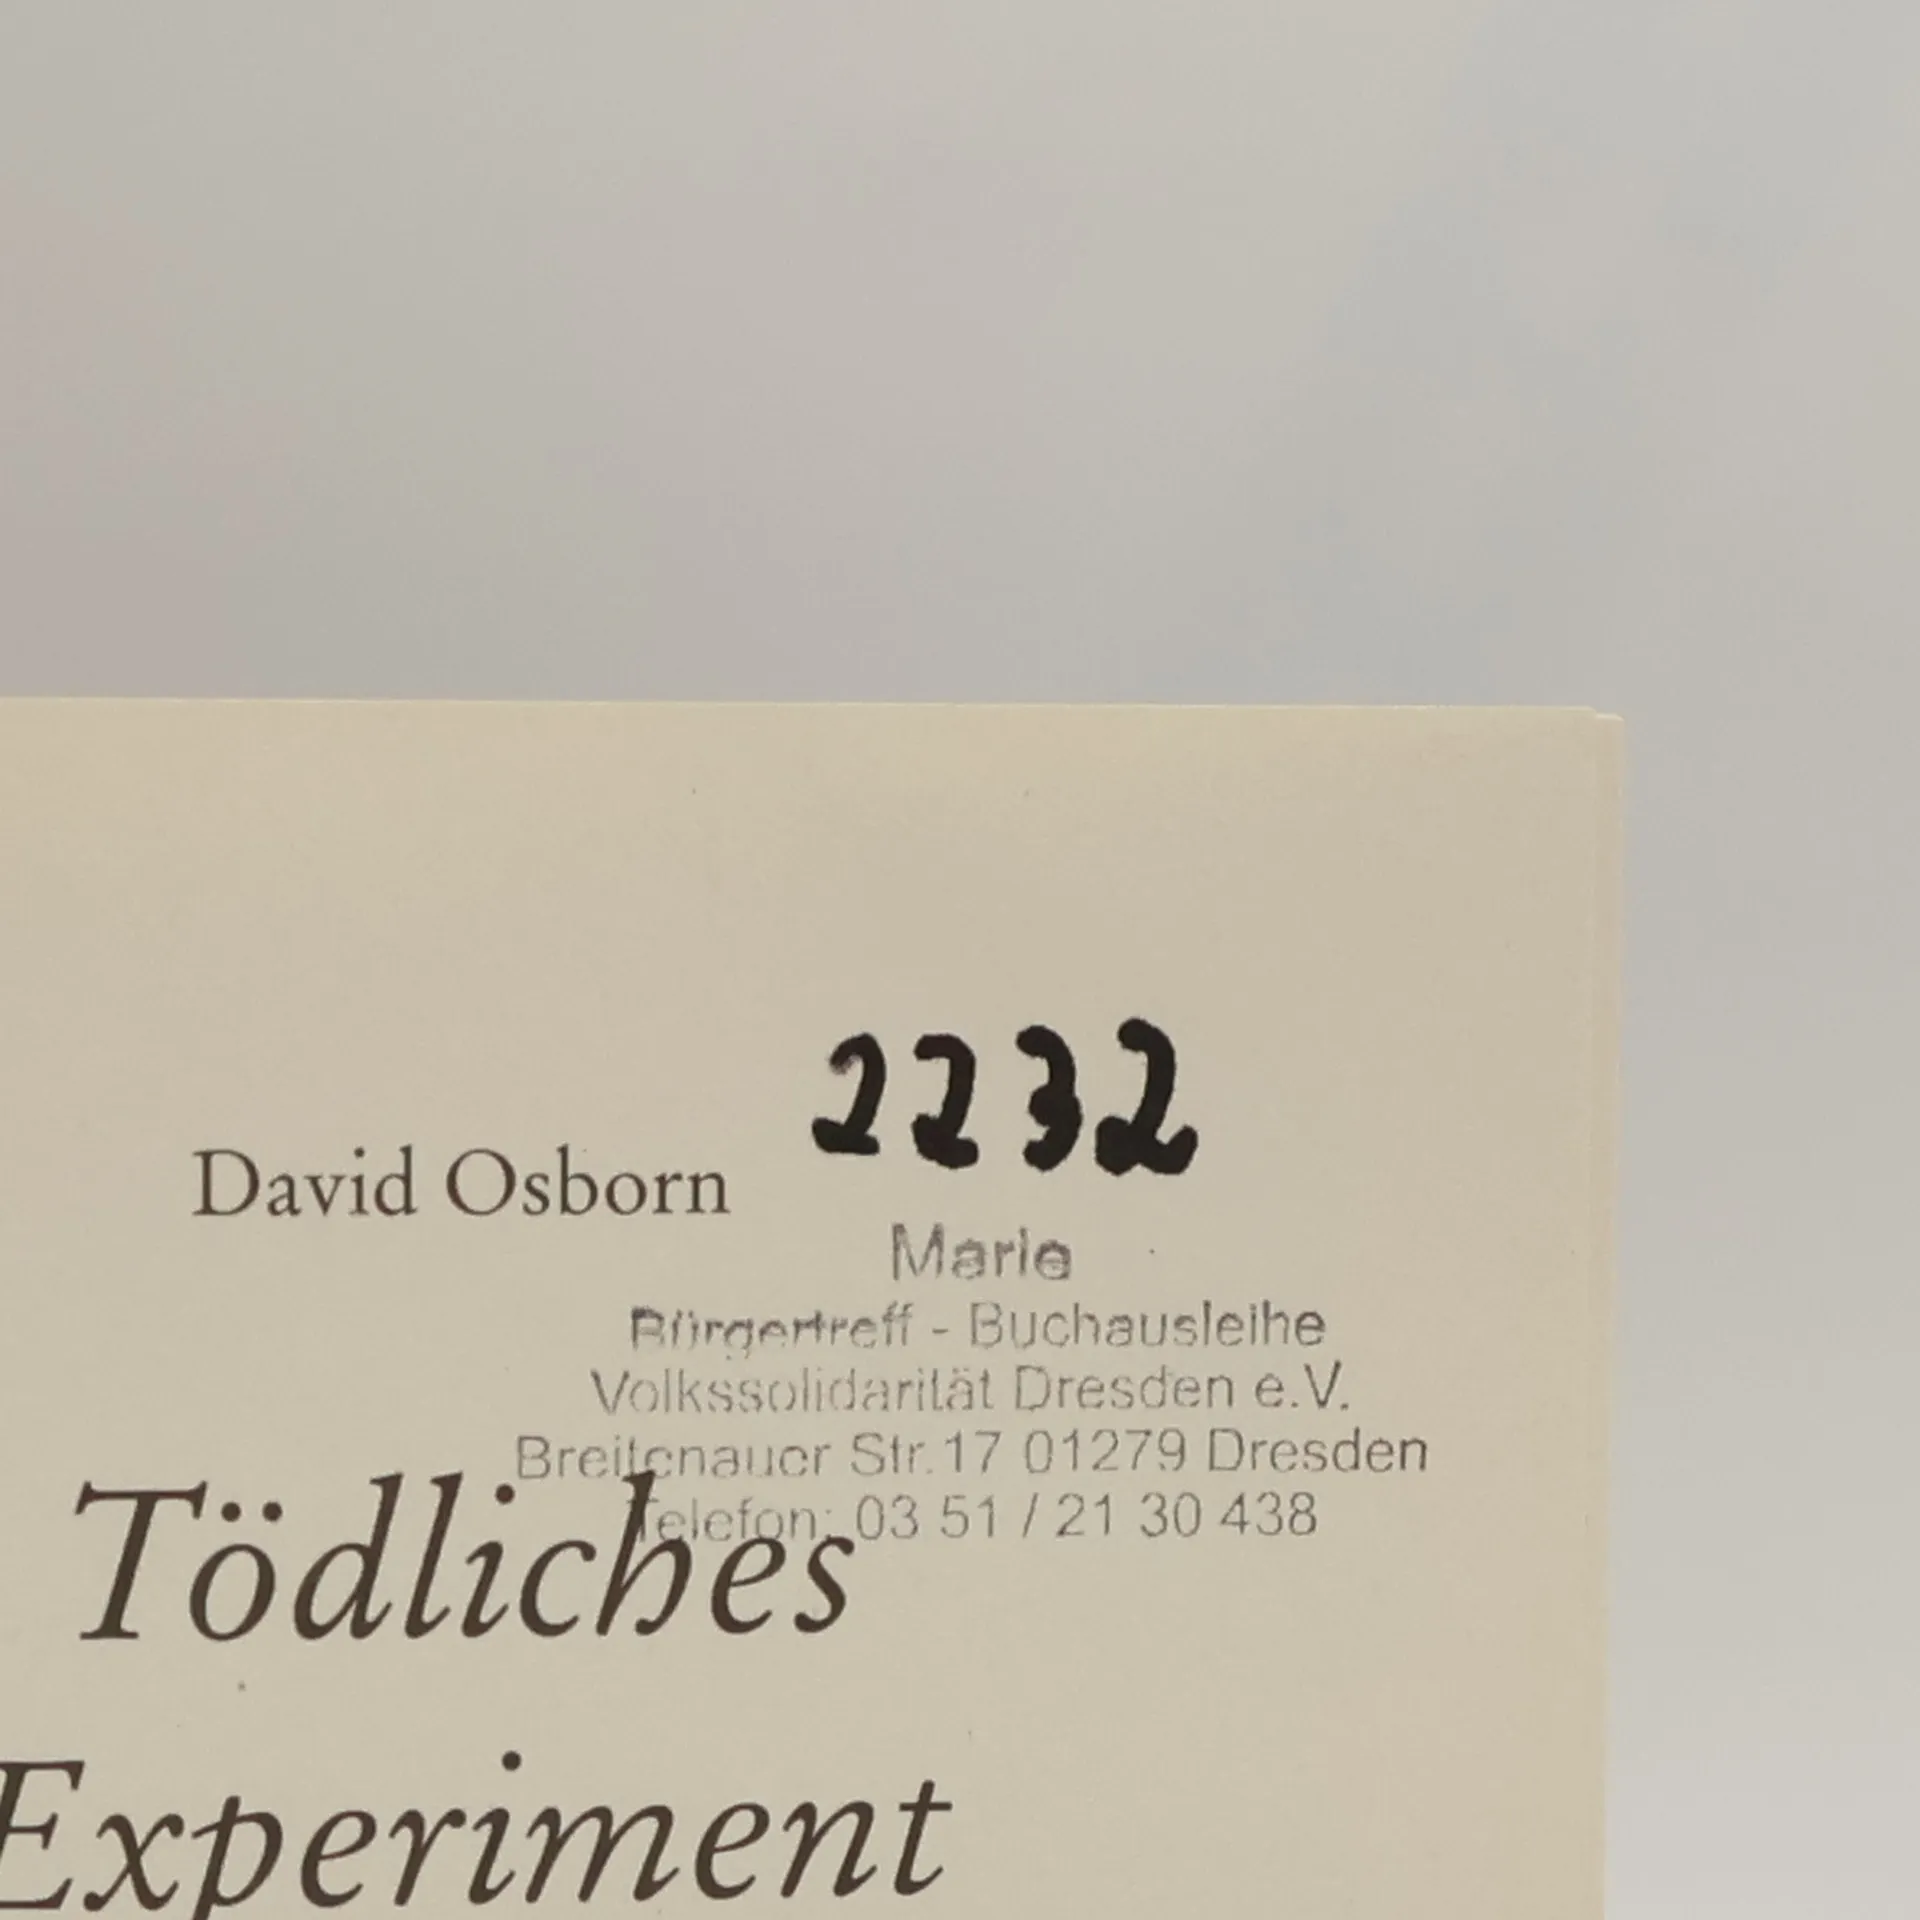 2232
David Osborn
Marie
Bürgertreff - Buchausleihe
Volkssolidarität Dresden e.V.
Breitenauer Str.17 01279 Dresden
Telefon: 03 51 / 21 30 438
Tödliches
Experiment